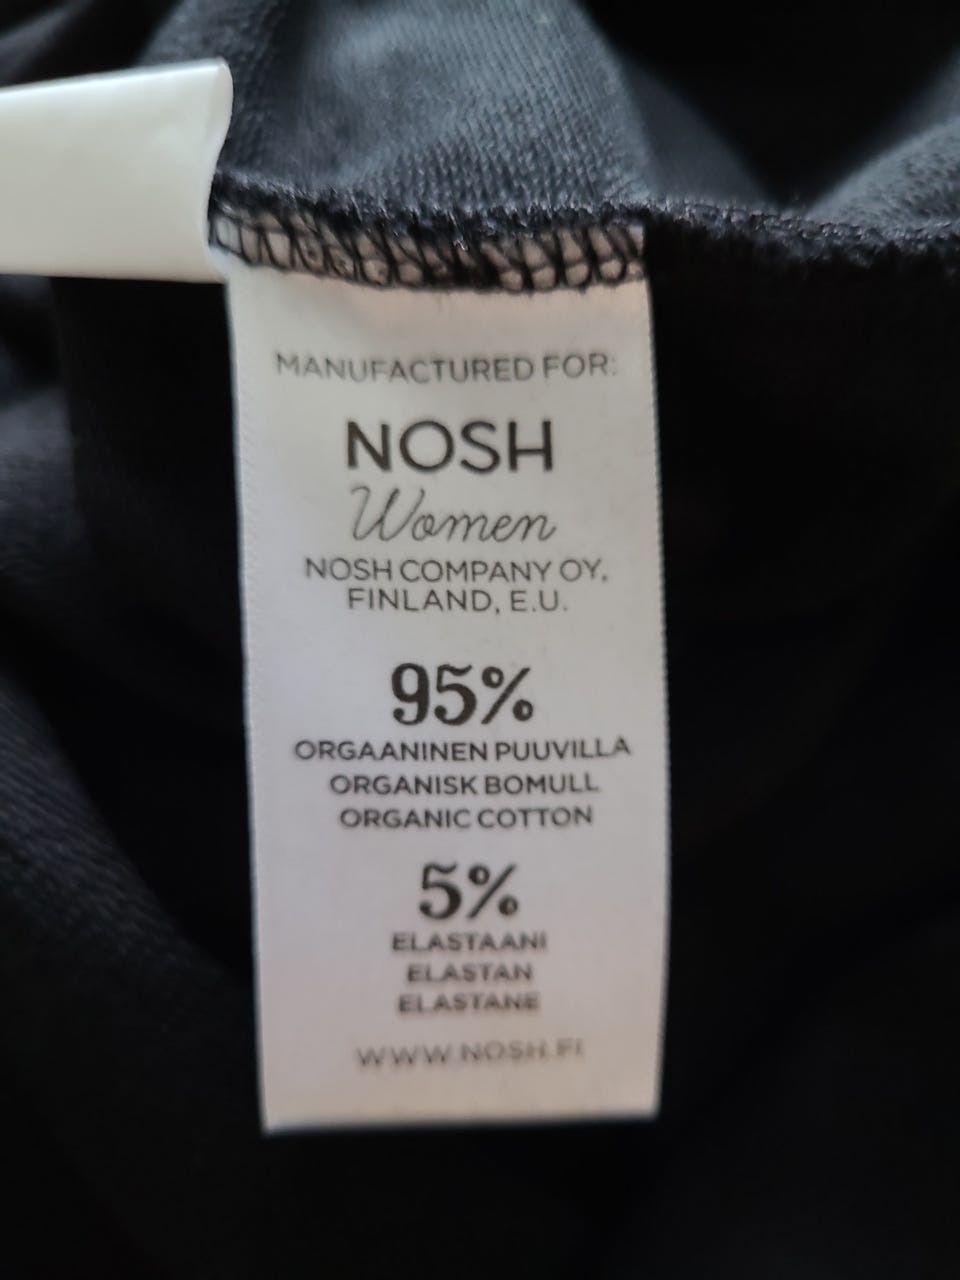 MANUFACTURED FOR:
NOSH
Women
NOSH COMPANY OY,
FINLAND, E.U.
95%
ORGAANINEN PUUVILLA
ORGANISK BOMULL
ORGANIC COTTON
5%
ELASTAANI
ELASTAN
ELASTANE
WWW.NOSH.FI